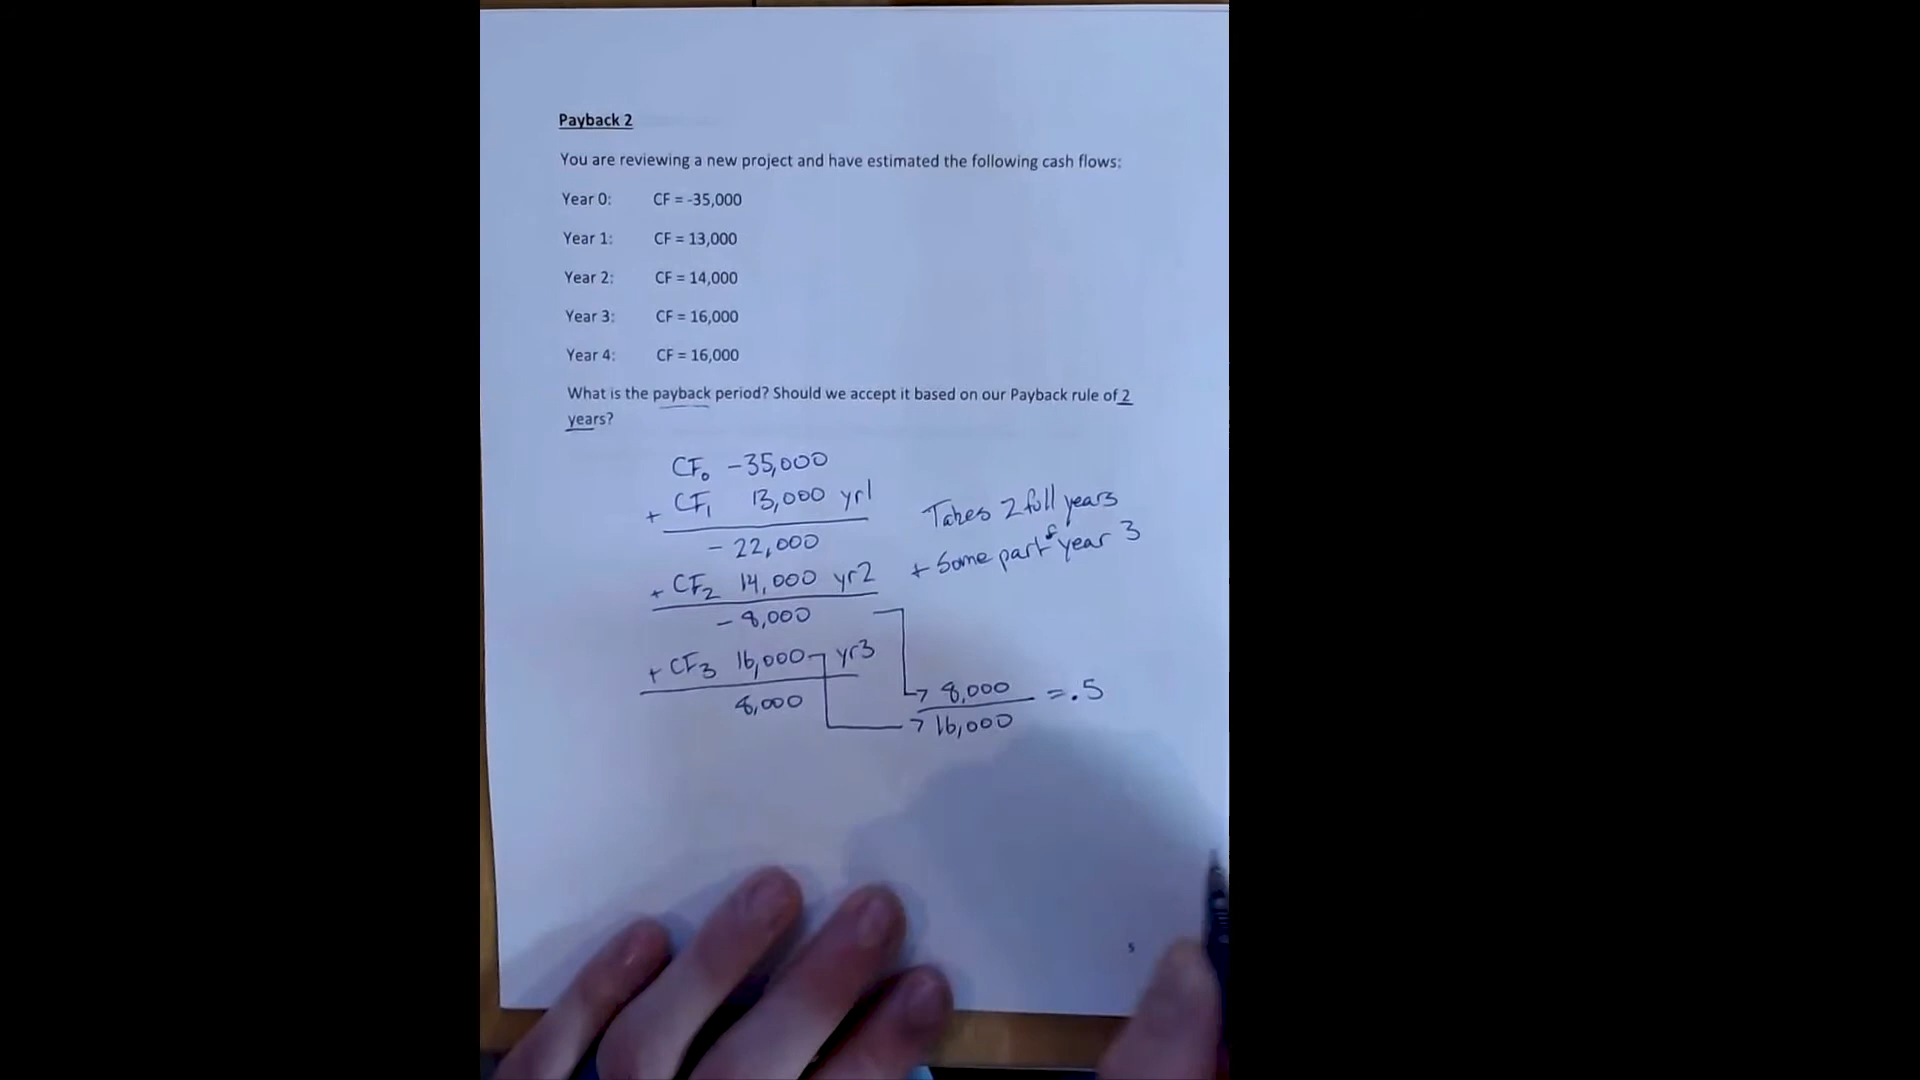 Payback 2
You are reviewing a new project and have estimated the following cash flows:
Year 0: CF = -35,000
Year 1: CF = 13,000
Year 2: CF = 14,000
Year 3: CF = 16,000
Year 4: CF = 16,000
What is the payback period? Should we accept it based on our Payback rule of 2
years?
CF0 -35,000
+ CF1 13,000 yr1
- 22,000
+ CF2 14,000 yr2
- 8,000
+ CF3 16,000 yr3
8,000
Takes 2 full years
+ Some part of year 3
8,000
16,000
= .5
5